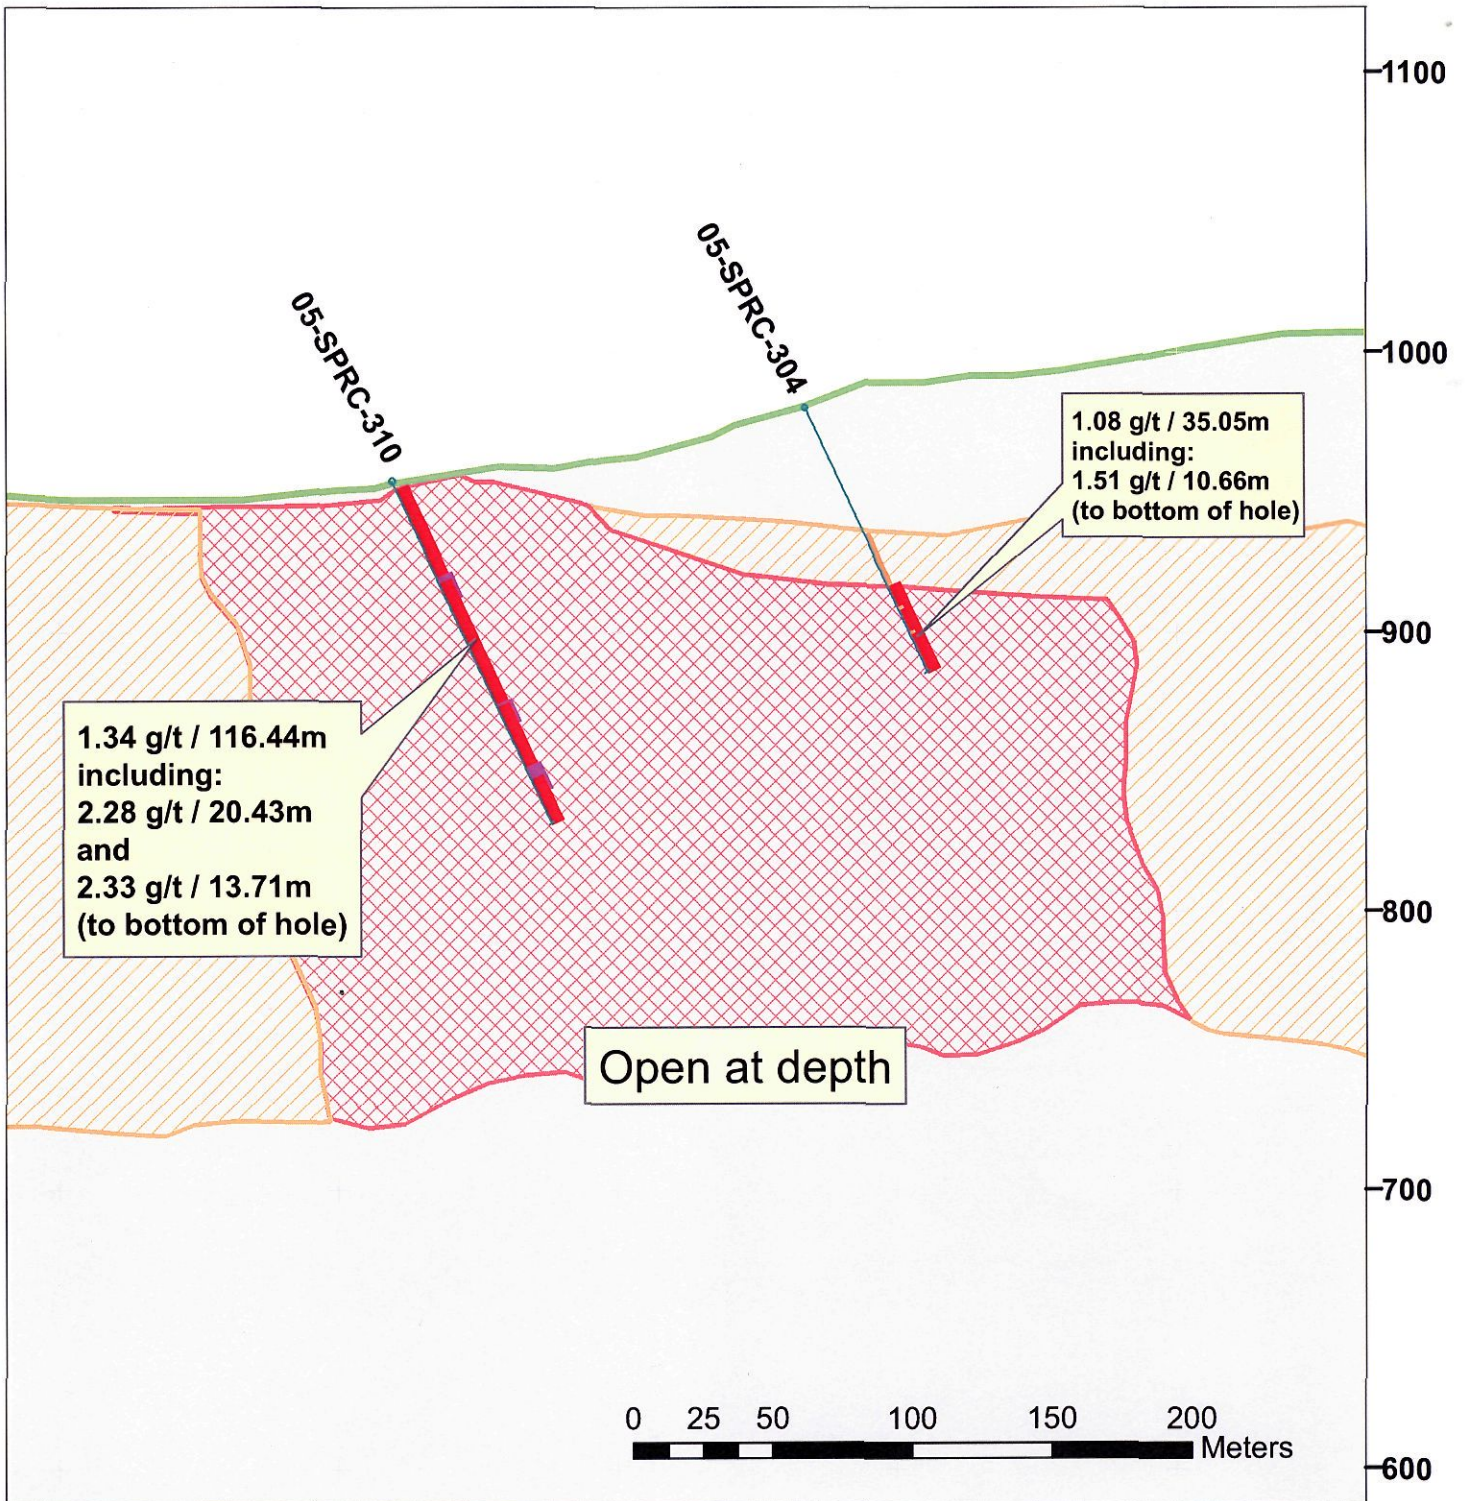 1100
1000
900
800
700
600
05-SPRC-310
05-SPRC-304
1.08 g/t / 35.05m
including:
1.51 g/t / 10.66m
(to bottom of hole)
1.34 g/t / 116.44m
including:
2.28 g/t / 20.43m
and
2.33 g/t / 13.71m
(to bottom of hole)
Open at depth
0 25 50 100 150 200
Meters